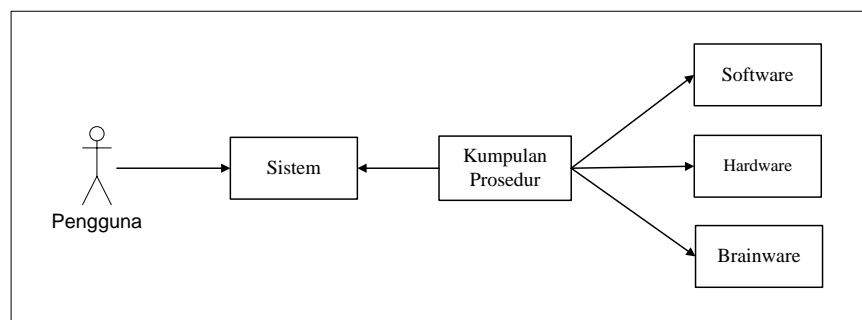 Pengguna
Sistem
Kumpulan
Prosedur
Software
Hardware
Brainware